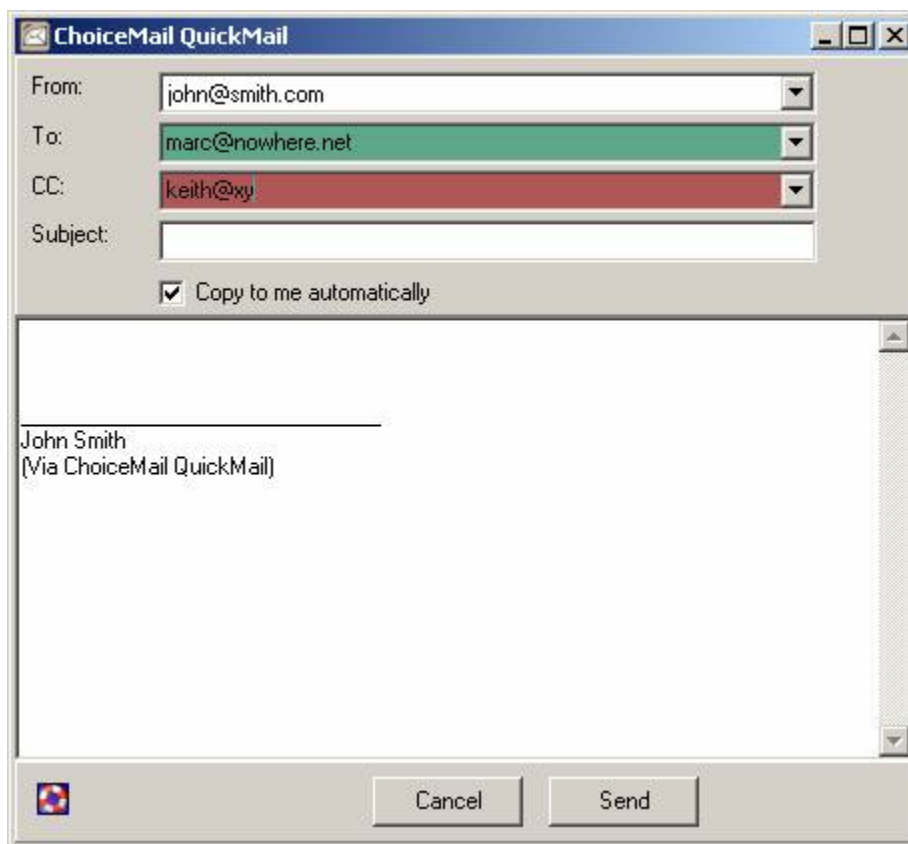 ChoiceMail QuickMail
From: john@smith.com
To: marc@nowhere.net
CC: keith@xy
Subject:
Copy to me automatically
John Smith
(Via ChoiceMail QuickMail)
Cancel Send